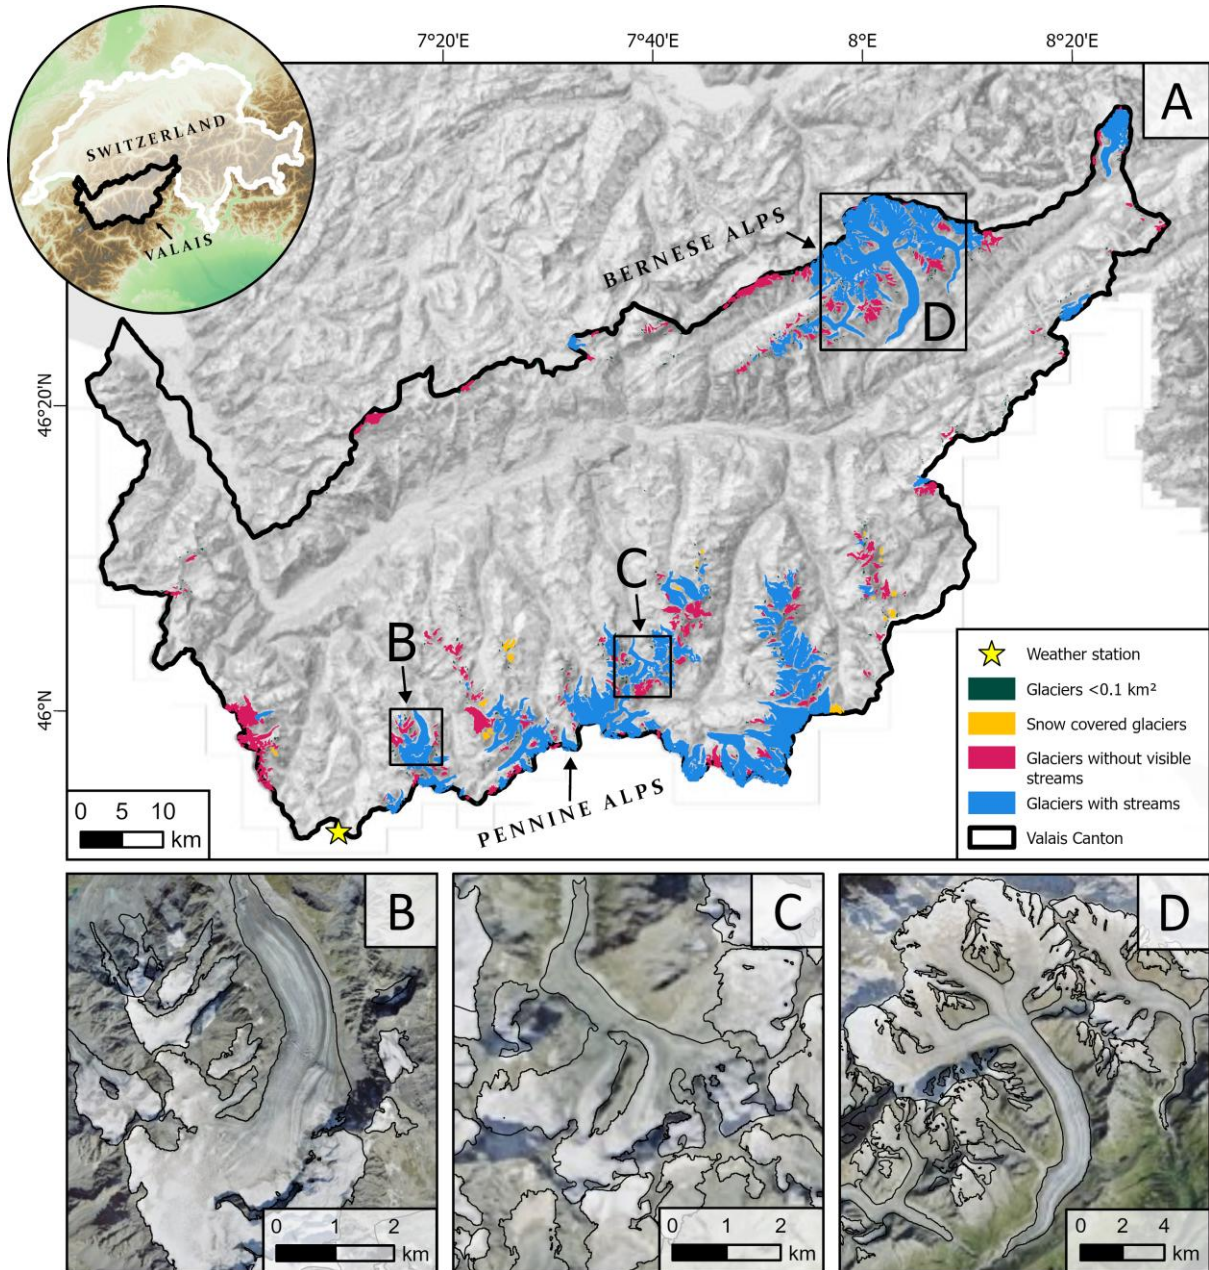 7°20'E
7°40'E
8°E
8°20'E
A
SWITZERLAND
VALAIS
BERNESE ALPS
D
46°20'N
C
B
46°N
PENNINE ALPS
0 5 10
km
Weather station
Glaciers <0.1 km²
Snow covered glaciers
Glaciers without visible
streams
Glaciers with streams
Valais Canton
B
0 1 2
km
C
0 1 2
km
D
0 2 4
km